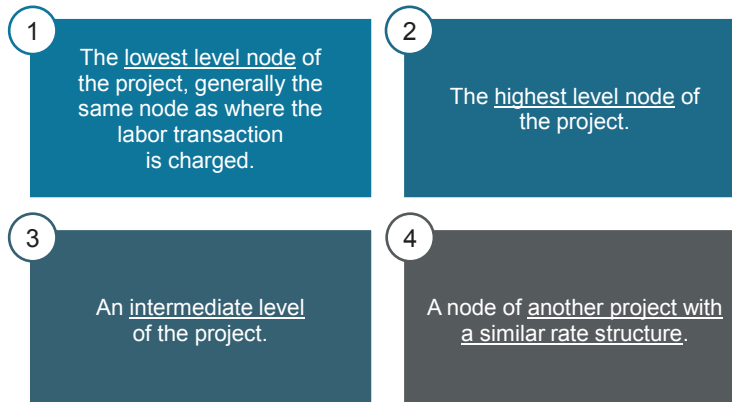 1
The lowest level node of
the project, generally the
same node as where the
labor transaction
is charged.
2
The highest level node of
the project.
3
An intermediate level
of the project.
4
A node of another project with
a similar rate structure.